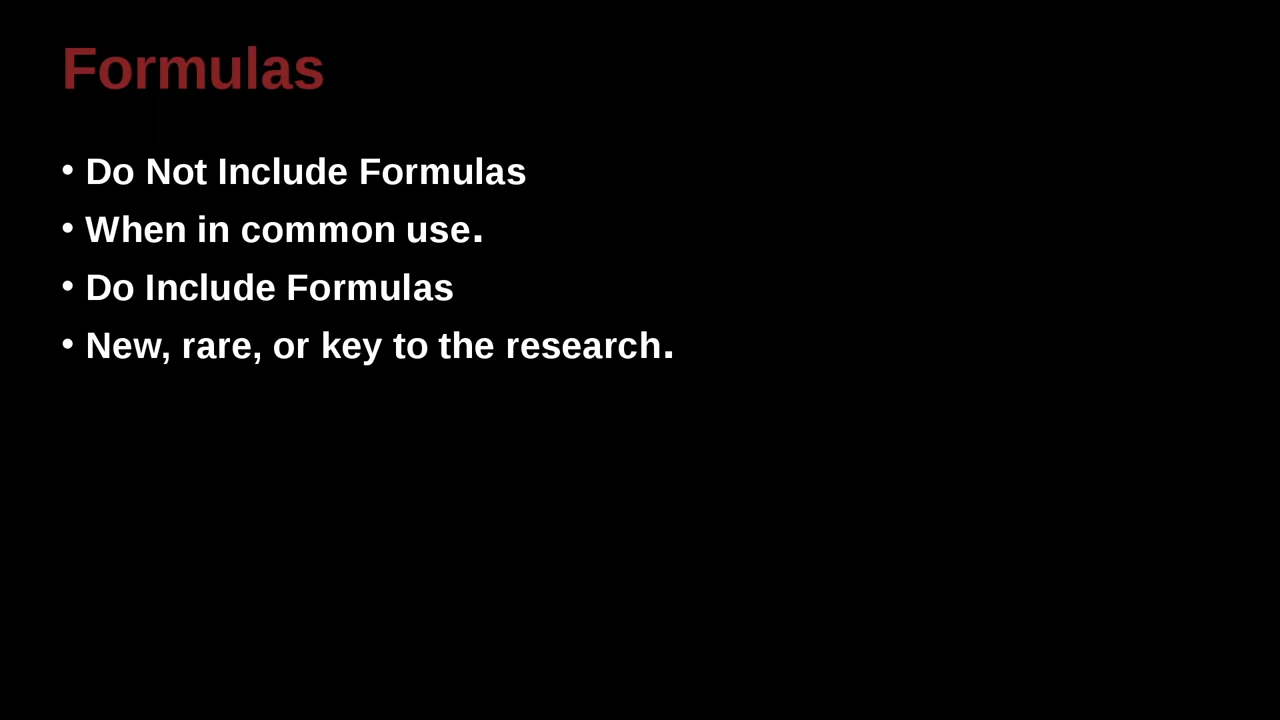 Formulas
• Do Not Include Formulas
• When in common use.
• Do Include Formulas
• New, rare, or key to the research.